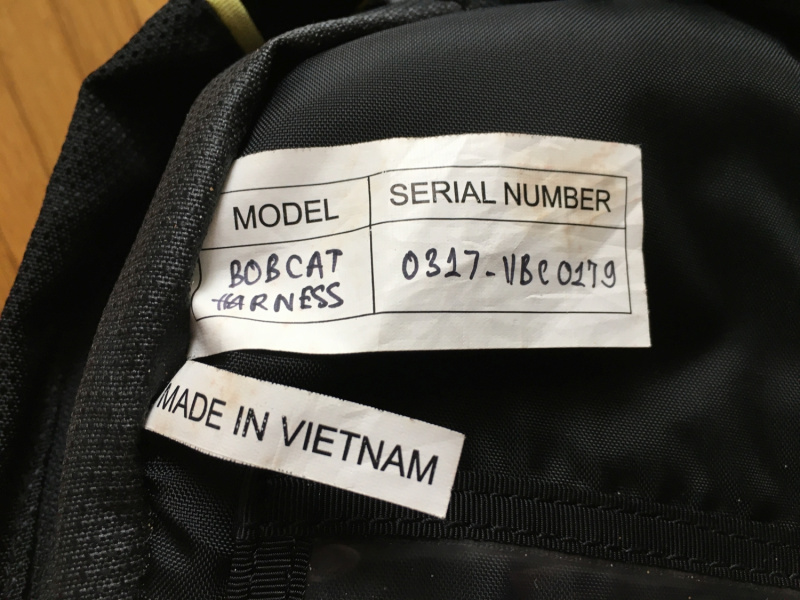 MODEL
SERIAL NUMBER
BOBCAT
HARNESS
0317-VBC0179
MADE IN VIETNAM